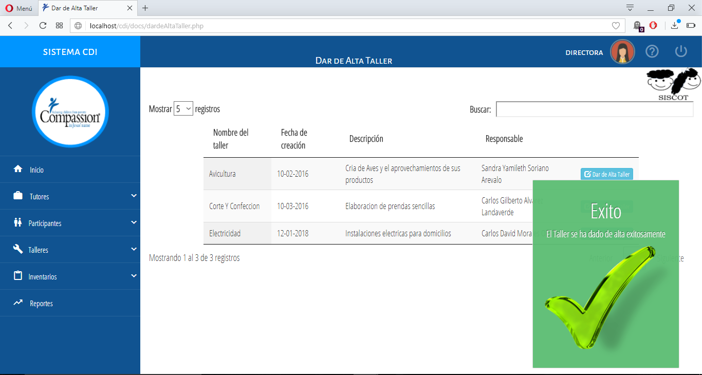 Menú
Dar de Alta Taller
localhost/cdi/docs/dardeAltaTaller.php
SISTEMA CDI
DIRECTORA
DAR DE ALTA TALLER
Compassion
SISCOT
Mostrar 5 registros
Buscar:
Nombre del taller
Fecha de creación
Descripción
Responsable
Avicultura
10-02-2016
Cria de Aves y el aprovechamientos de sus productos
Sandra Yamileth Soriano Arevalo
Dar de Alta Taller
Corte Y Confeccion
10-03-2016
Elaboracion de prendas sencillas
Carlos Gilberto
Landaverde
Electricidad
12-01-2018
Instalaciones electricas para domicilios
Carlos David Mora
Mostrando 1 al 3 de 3 registros
Inicio
Tutores
Participantes
Talleres
Inventarios
Reportes
Exito
El Taller se ha dado de alta exitosamente